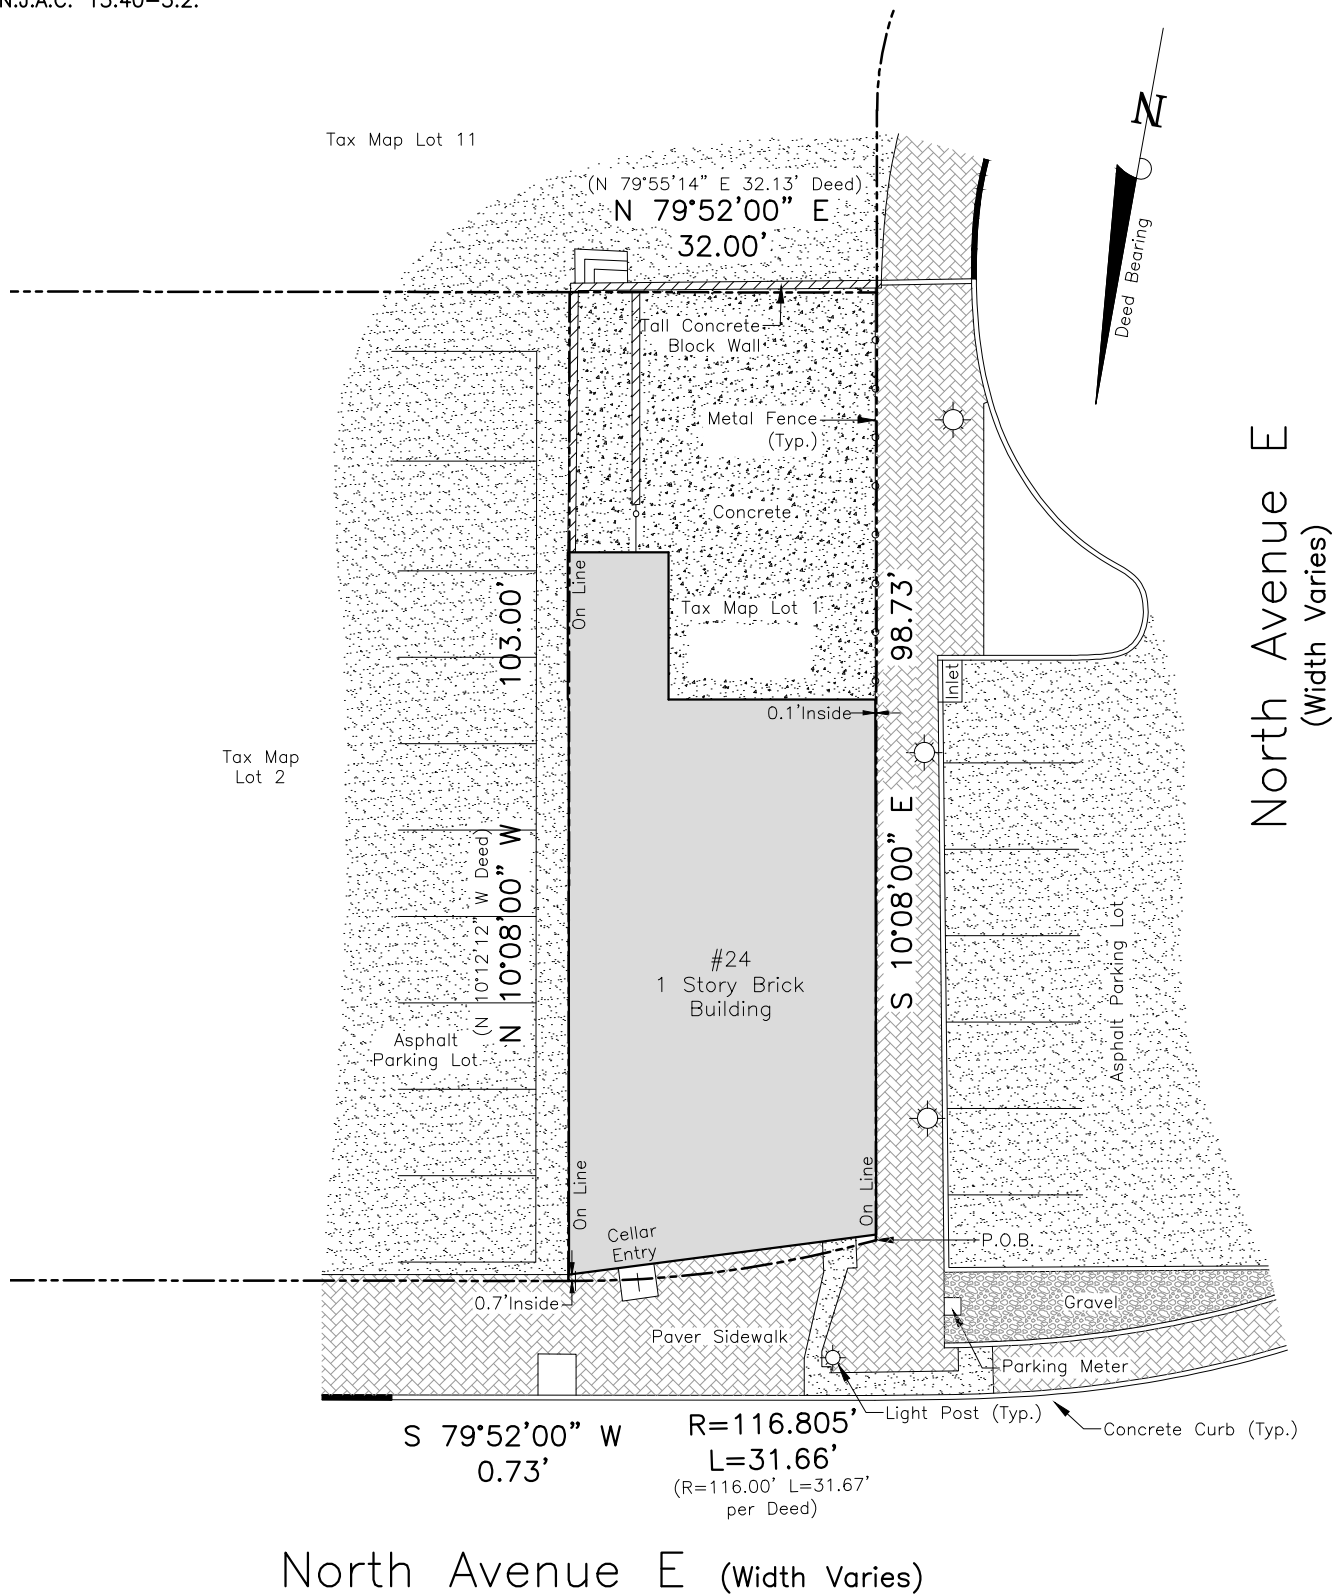 N.J.A.C. 13:40-5.2.
Tax Map Lot 11
N
(N 79°55'14" E 32.13' Deed)
N 79°52'00" E
32.00'
Deed Bearing
Tall Concrete
Block Wall
Metal Fence
(Typ.)
Concrete
North Avenue E
(Width Varies)
On Line
103.00'
Tax Map Lot 1
98.73'
Inlet
0.1'Inside
Tax Map
Lot 2
(N 10°12'12" W Deed)
N 10°08'00" W
S 10°08'00" E
#24
1 Story Brick
Building
Asphalt Parking Lot
Asphalt
Parking Lot
On Line
On Line
Cellar
Entry
P.O.B.
0.7'Inside
Gravel
Paver Sidewalk
Parking Meter
Light Post (Typ.)
Concrete Curb (Typ.)
S 79°52'00" W
0.73'
R=116.805'
L=31.66'
(R=116.00' L=31.67'
per Deed)
North Avenue E (Width Varies)